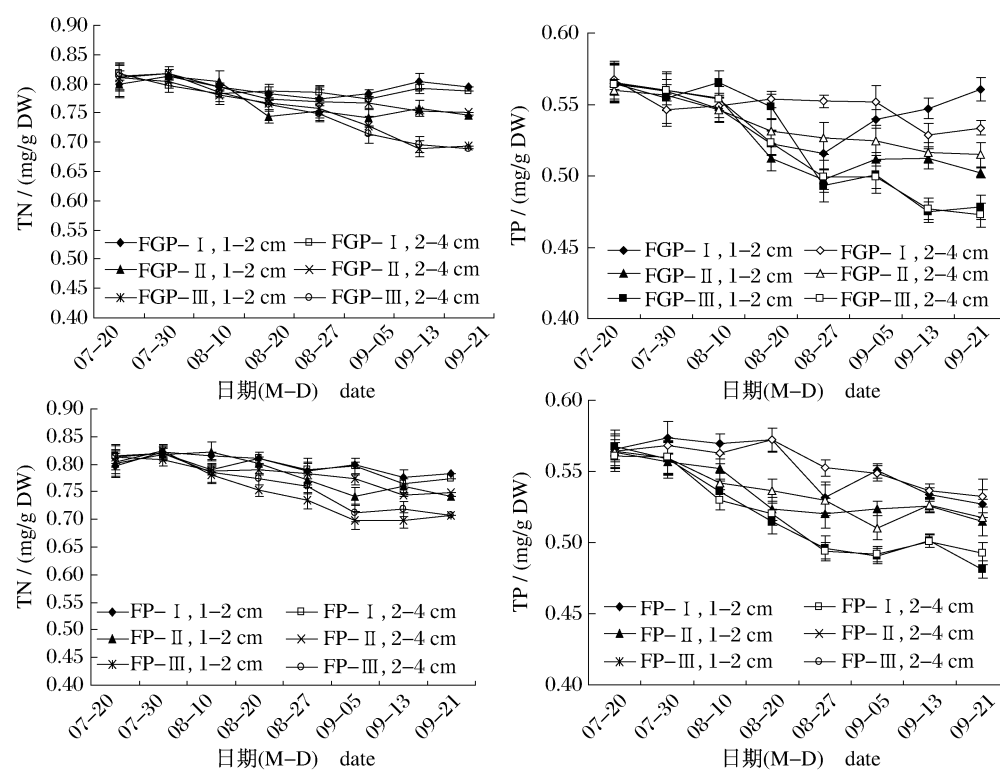 0.90
0.85
0.80
0.75
0.70
0.65
0.60
0.55
0.50
0.45
0.40
TN / (mg/g DW)
FGP-Ⅰ, 1-2 cm FGP-Ⅰ, 2-4 cm
FGP-Ⅱ, 1-2 cm FGP-Ⅱ, 2-4 cm
FGP-Ⅲ, 1-2 cm FGP-Ⅲ, 2-4 cm
07-20 07-30 08-10 08-20 08-27 09-05 09-13 09-21
日期(M-D) date
0.60
0.55
0.50
0.45
0.40
TP / (mg/g DW)
FGP-Ⅰ, 1-2 cm FGP-Ⅰ, 2-4 cm
FGP-Ⅱ, 1-2 cm FGP-Ⅱ, 2-4 cm
FGP-Ⅲ, 1-2 cm FGP-Ⅲ, 2-4 cm
07-20 07-30 08-10 08-20 08-27 09-05 09-13 09-21
日期(M-D) date
0.90
0.85
0.80
0.75
0.70
0.65
0.60
0.55
0.50
0.45
0.40
TN / (mg/g DW)
FP-Ⅰ, 1-2 cm FP-Ⅰ, 2-4 cm
FP-Ⅱ, 1-2 cm FP-Ⅱ, 2-4 cm
FP-Ⅲ, 1-2 cm FP-Ⅲ, 2-4 cm
07-20 07-30 08-10 08-20 08-27 09-05 09-13 09-21
日期(M-D) date
0.60
0.55
0.50
0.45
0.40
TP / (mg/g DW)
FP-Ⅰ, 1-2 cm FP-Ⅰ, 2-4 cm
FP-Ⅱ, 1-2 cm FP-Ⅱ, 2-4 cm
FP-Ⅲ, 1-2 cm FP-Ⅲ, 2-4 cm
07-20 07-30 08-10 08-20 08-27 09-05 09-13 09-21
日期(M-D) date